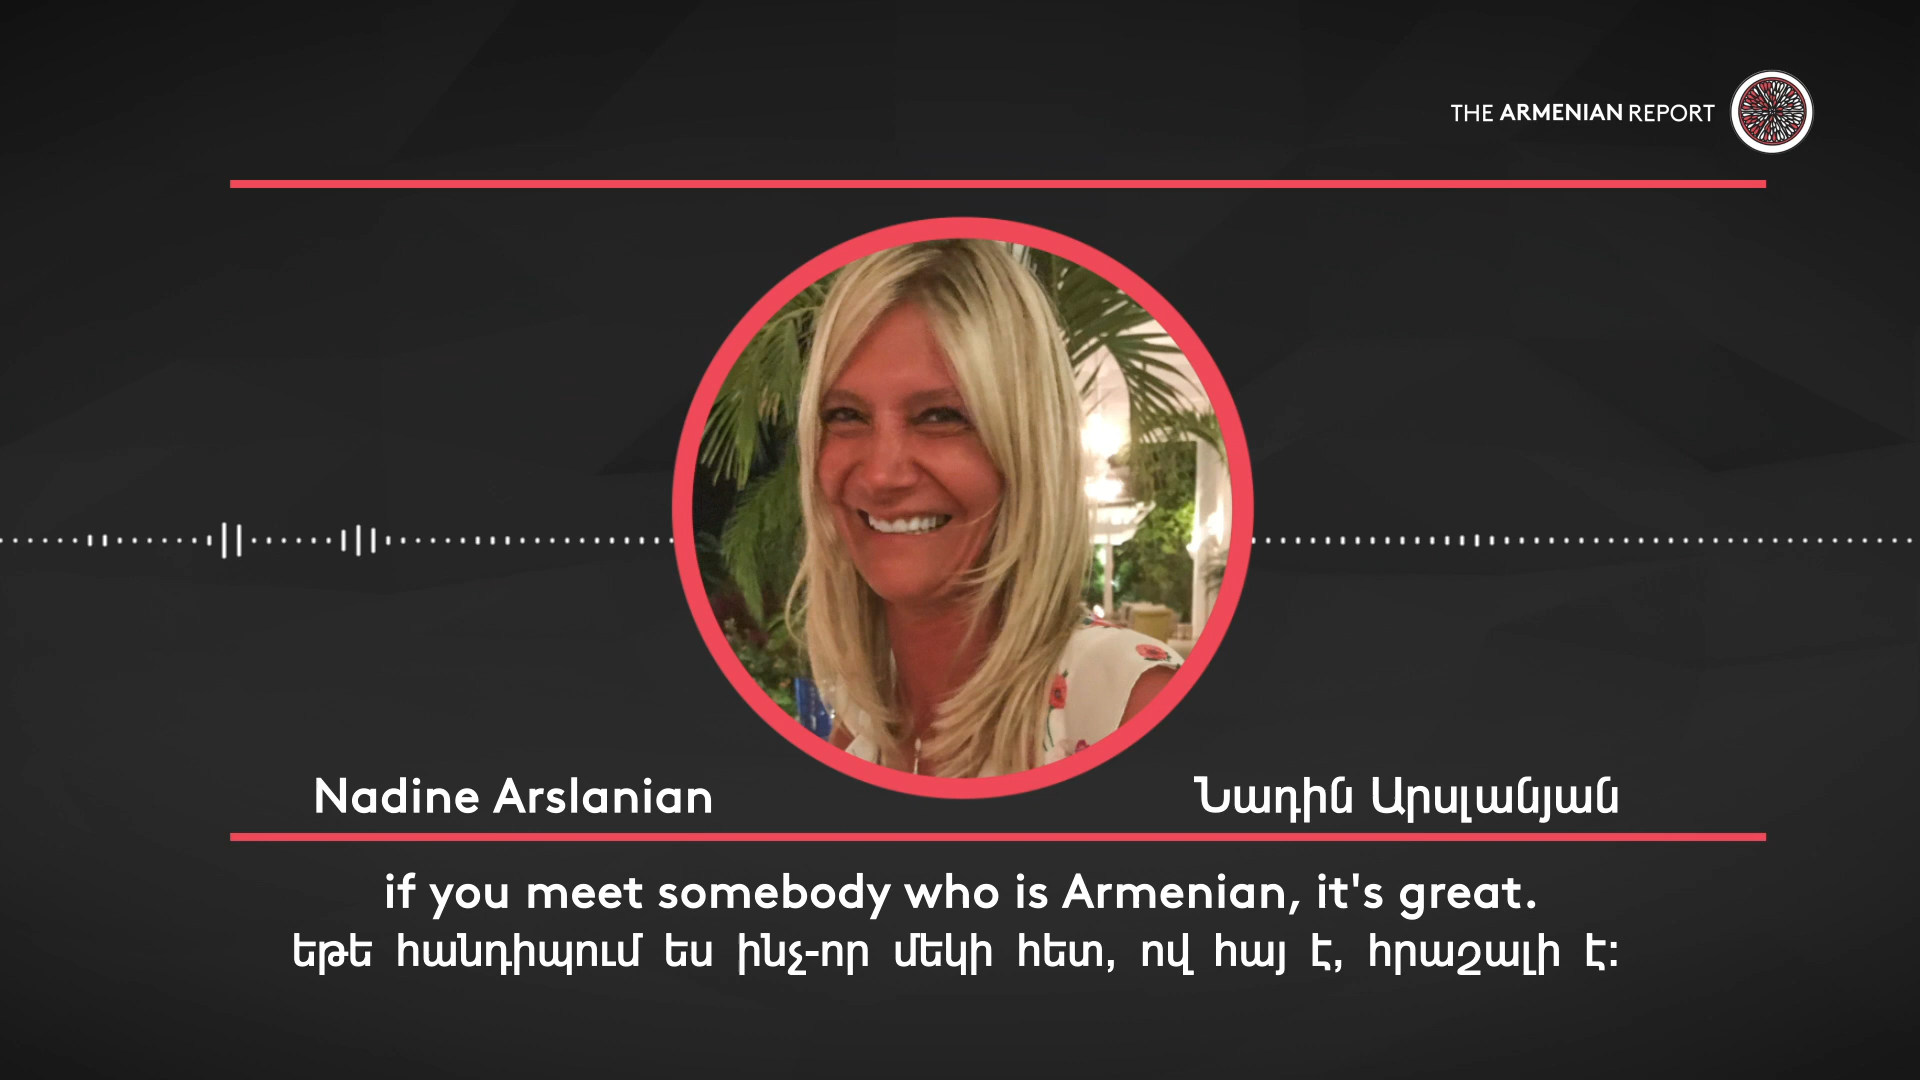 THE ARMENIAN REPORT
Nadine Arslanian
Նադին Արսլանյան
if you meet somebody who is Armenian, it's great.
եթե հանդիպում ես ինչ-որ մեկի հետ, ով հայ է, հրաշալի է: